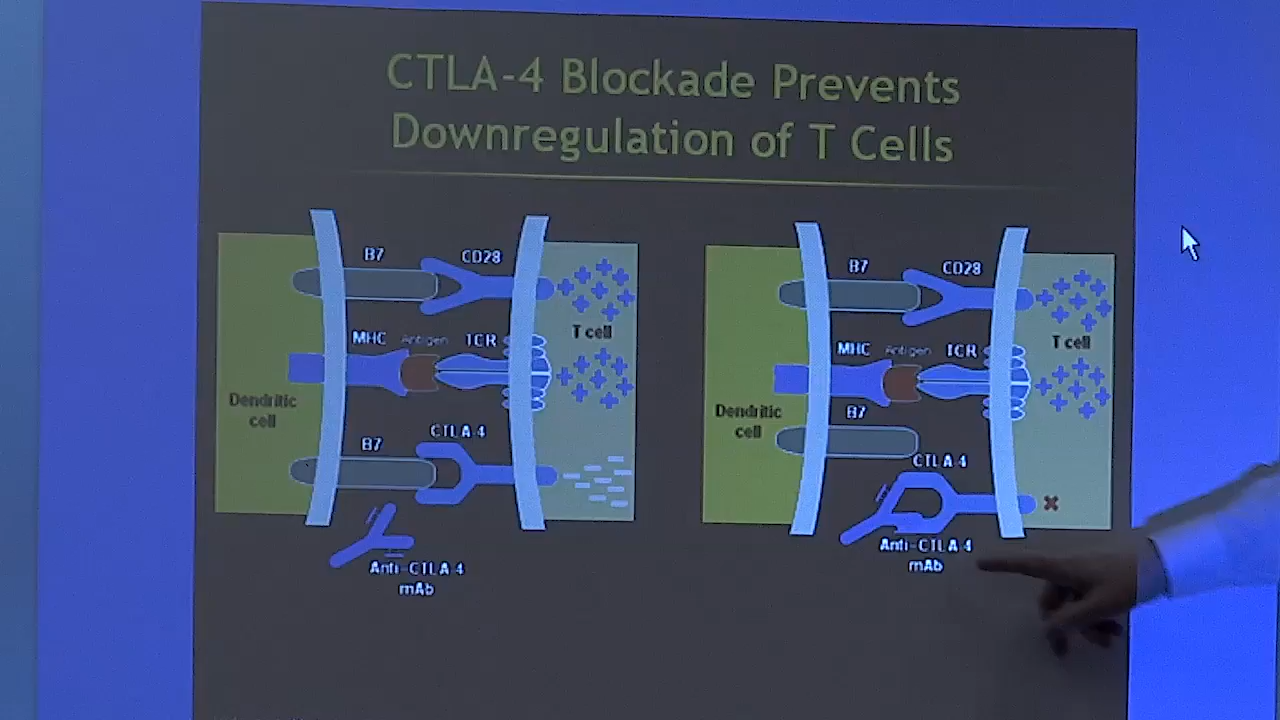 CTLA-4 Blockade Prevents
Downregulation of T Cells
B7
CD28
T cell
MHC
Antigen
TCR
Dendritic
cell
B7
CTLA-4
Anti-CTLA-4
mAb
B7
CD28
T cell
MHC
Antigen
TCR
Dendritic
cell
B7
CTLA-4
Anti-CTLA-4
mAb